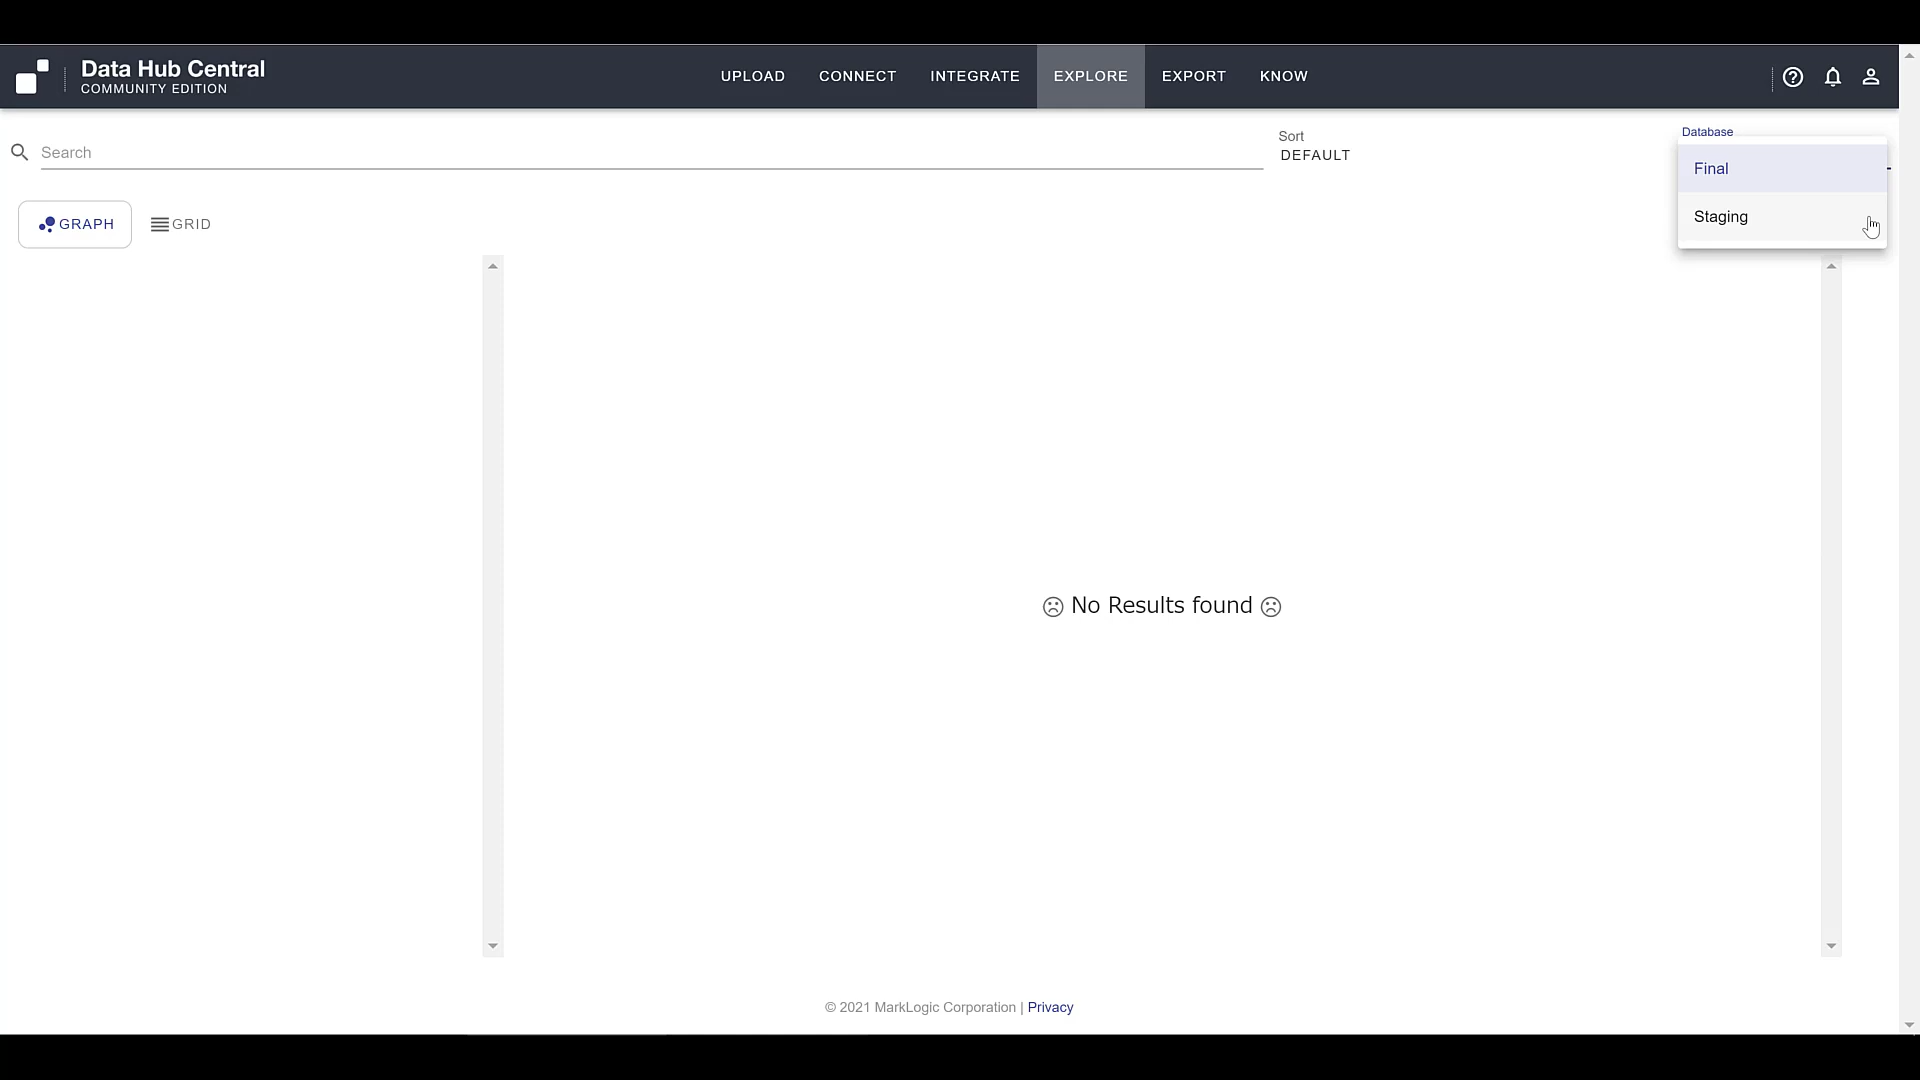 Data Hub Central
COMMUNITY EDITION
UPLOAD CONNECT INTEGRATE EXPLORE EXPORT KNOW
Search
Sort
DEFAULT
Database
Final
Staging
GRAPH GRID
No Results found
© 2021 MarkLogic Corporation | Privacy